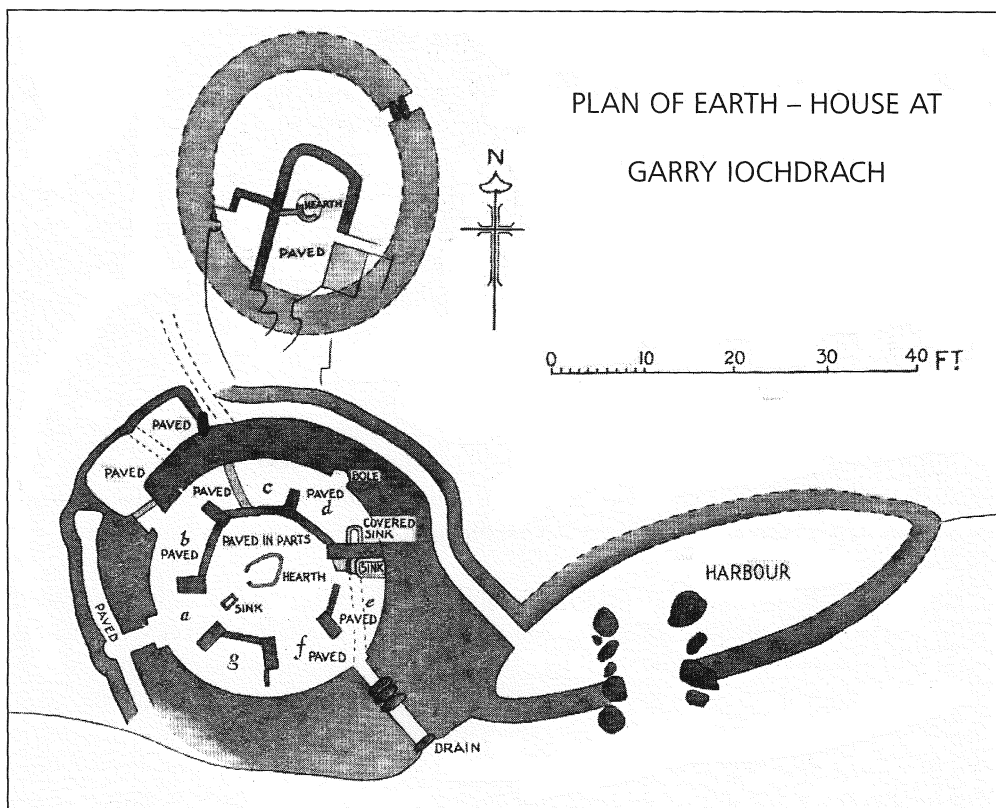 PLAN OF EARTH – HOUSE AT
GARRY IOCHDRACH
N
HEARTH
PAVED
0 10 20 30 40 FT.
PAVED
PAVED
BOLE
PAVED
c
PAVED
d
COVERED
SINK
b
PAVED
PAVED IN PARTS
SINK
HEARTH
HARBOUR
SINK
e
PAVED
PAVED
a
f
PAVED
g
DRAIN